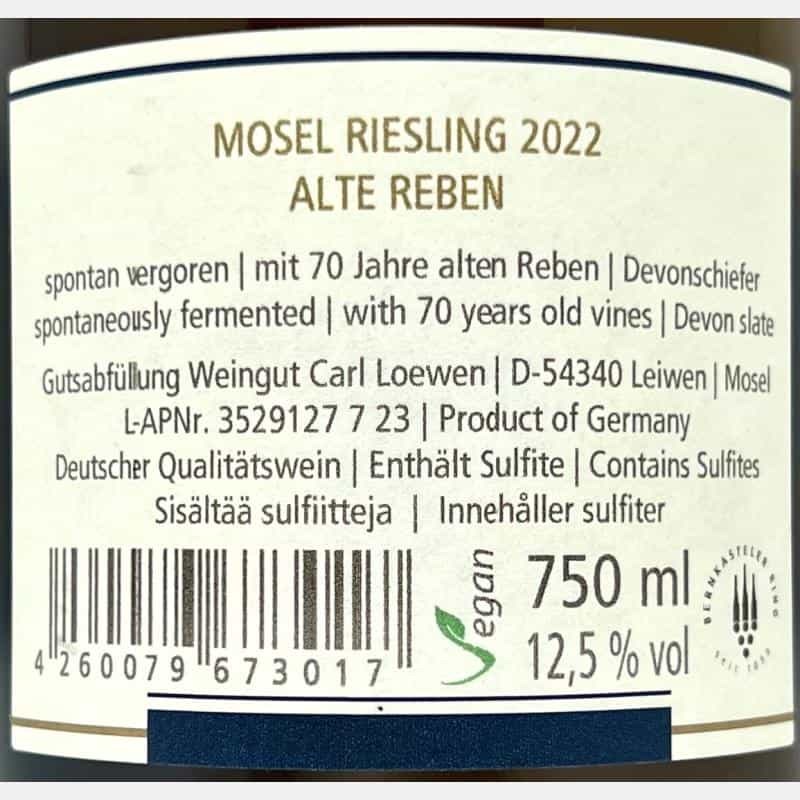 MOSEL RIESLING 2022
ALTE REBEN
spontan vergoren | mit 70 Jahre alten Reben | Devonschiefer
spontaneously fermented | with 70 years old vines | Devon slate
Gutsabfüllung Weingut Carl Loewen | D-54340 Leiwen | Mosel
L-APNr. 3529127 7 23 | Product of Germany
Deutscher Qualitätswein | Enthält Sulfite | Contains Sulfites
Sisältää sulfiitteja | Innehåller sulfiter
4 260079 673017
Vegan
750 ml
12,5 % vol
BERNKASTELER RING
SEIT 1899